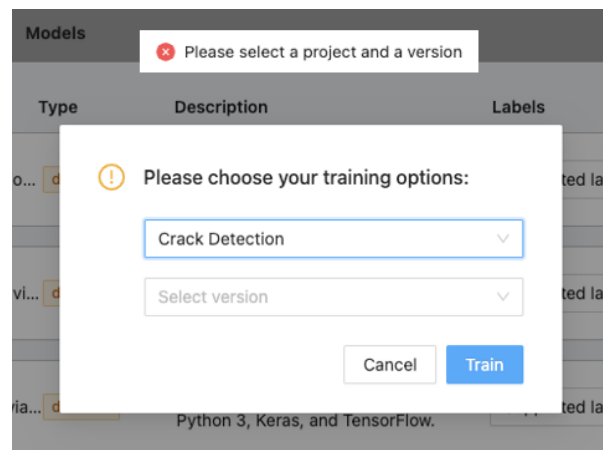 Models
Please select a project and a version
Type Description Labels
Please choose your training options:
Crack Detection
Select version
Cancel Train
Python 3, Keras, and TensorFlow.